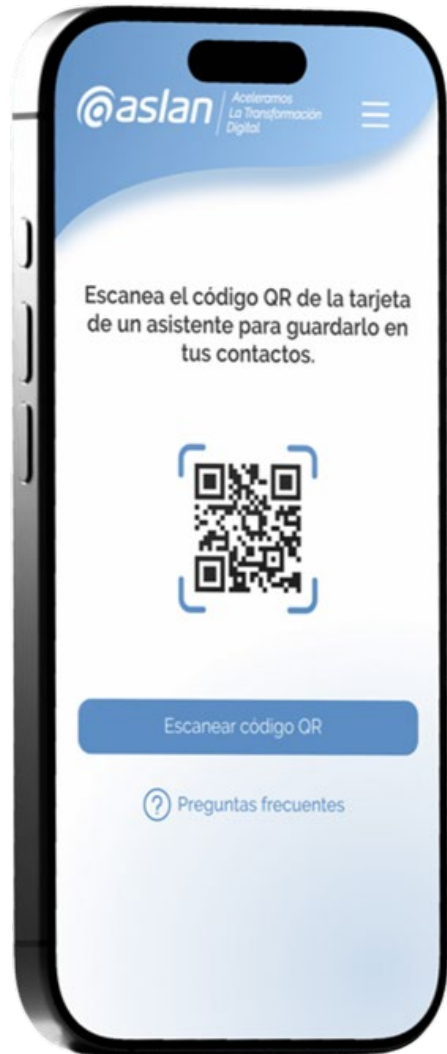 @aslan
Aceleramos
La Transformación
Digital
Escanea el código QR de la tarjeta
de un asistente para guardarlo en
tus contactos.
Escanear código QR
? Preguntas frecuentes